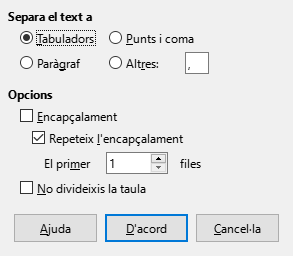 Separa el text a
Tabuladors Punts i coma
Paràgraf Altres: ,
Opcions
Encapçalament
Repeteix l'encapçalament
El primer 1 files
No divideixis la taula
Ajuda D'acord Cancel·la